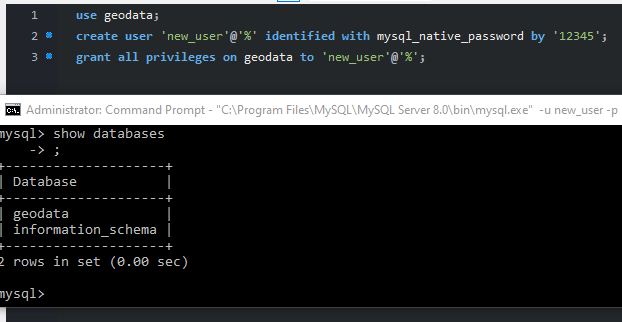 1 use geodata;
2 create user 'new_user'@'%' identified with mysql_native_password by '12345';
3 grant all privileges on geodata to 'new_user'@'%';
Administrator: Command Prompt - "C:\Program Files\MySQL\MySQL Server 8.0\bin\mysql.exe" -u new_user -p
mysql> show databases
    -> ;
+--------------------+
| Database           |
+--------------------+
| geodata            |
| information_schema |
+--------------------+
2 rows in set (0.00 sec)
mysql>